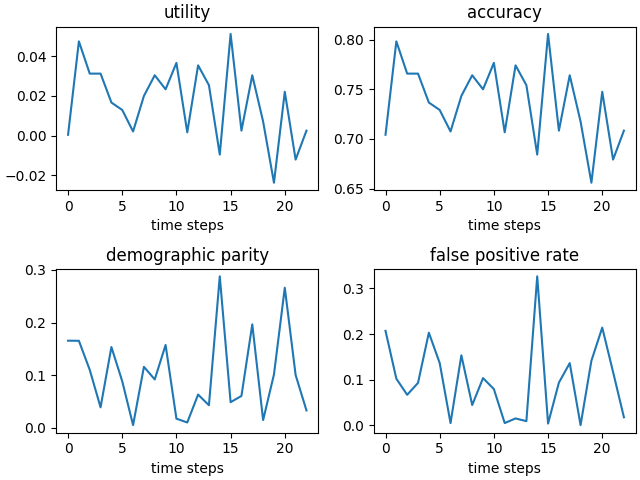 utility
0.04
0.02
0.00
−0.02
0 5 10 15 20
time steps
accuracy
0.80
0.75
0.70
0.65
0 5 10 15 20
time steps
demographic parity
0.3
0.2
0.1
0.0
0 5 10 15 20
time steps
false positive rate
0.3
0.2
0.1
0.0
0 5 10 15 20
time steps